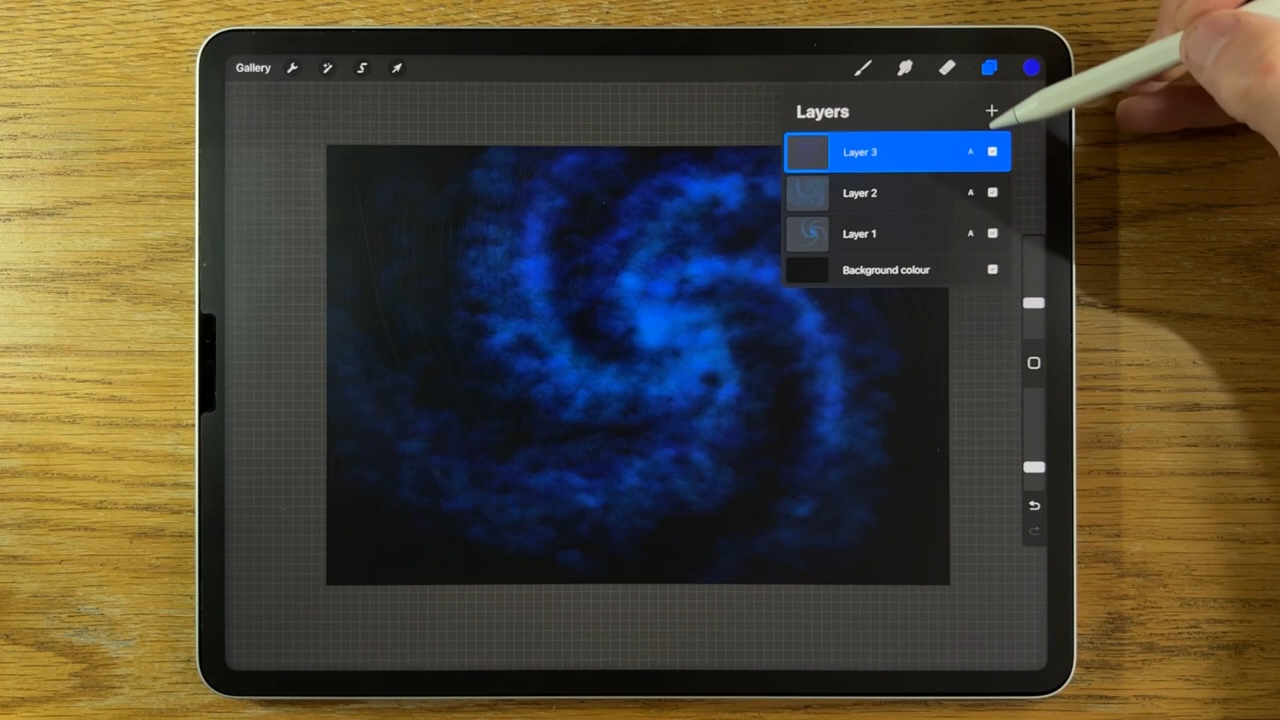 Gallery
Layers
Layer 3 A
Layer 2 A
Layer 1 A
Background colour